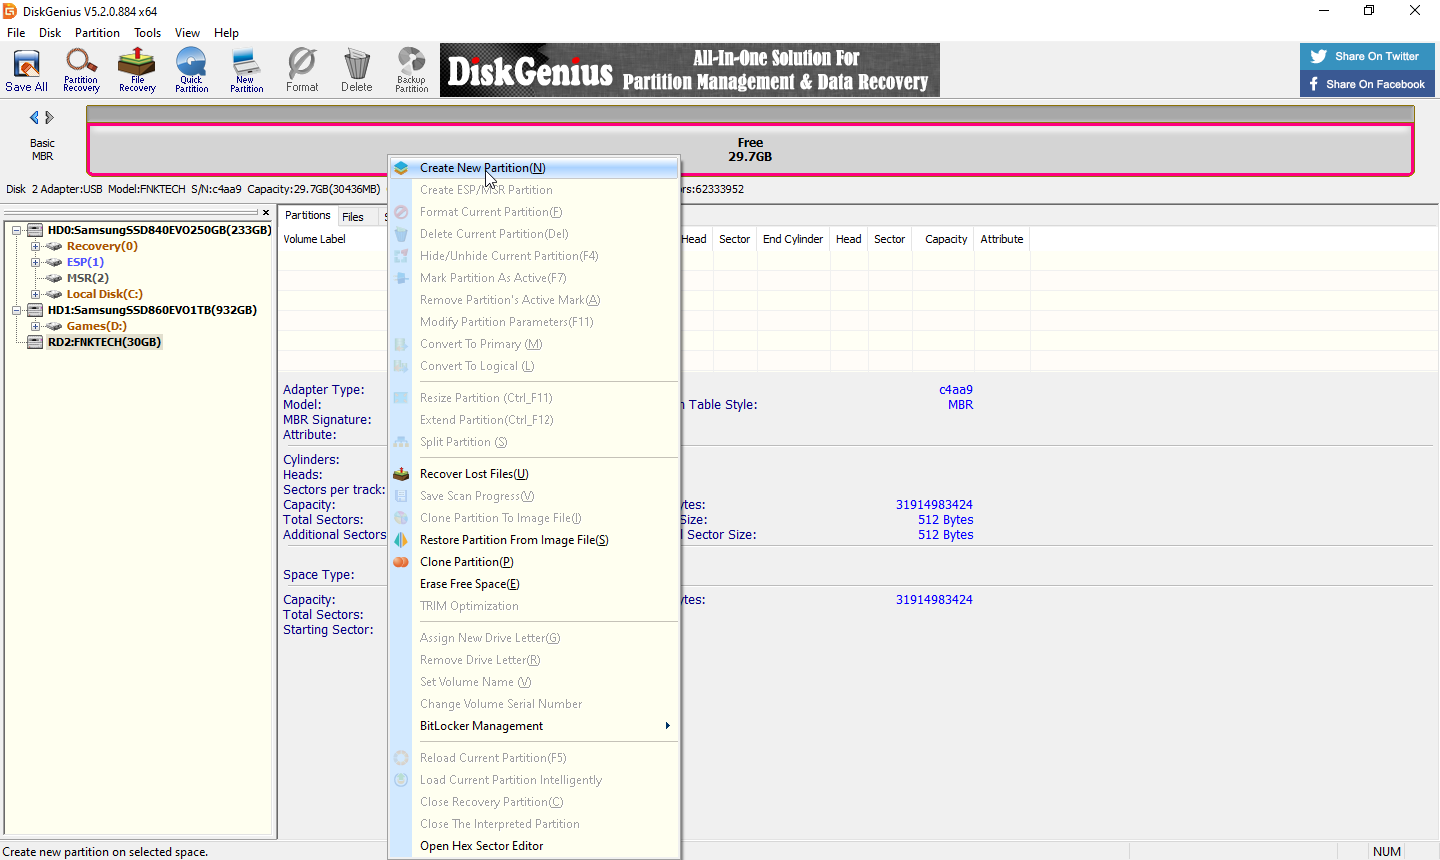 DiskGenius V5.2.0.884 x64
File Disk Partition Tools View Help
Save All
Partition Recovery
File Recovery
Quick Partition
New Partition
Format
Delete
Backup Partition
DiskGenius
All-In-One Solution For
Partition Management & Data Recovery
Share On Twitter
Share On Facebook
Basic
MBR
Free
29.7GB
Disk 2 Adapter:USB Model:FNKTECH S/N:c4aa9 Capacity:29.7GB(30436MB)
rs:62333952
HD0:SamsungSSD840EVO250GB(233GB)
Recovery(0)
ESP(1)
MSR(2)
Local Disk(C:)
HD1:SamsungSSD860EVO1TB(932GB)
Games(D:)
RD2:FNKTECH(30GB)
Partitions Files S
Volume Label
Head Sector End Cylinder Head Sector Capacity Attribute
Create New Partition(N)
Create ESP/MSR Partition
Format Current Partition(F)
Delete Current Partition(Del)
Hide/Unhide Current Partition(F4)
Mark Partition As Active(F7)
Remove Partition's Active Mark(A)
Modify Partition Parameters(F11)
Convert To Primary (M)
Convert To Logical (L)
Resize Partition (Ctrl_F11)
Extend Partition(Ctrl_F12)
Split Partition (S)
Recover Lost Files(U)
Save Scan Progress(V)
Clone Partition To Image File(I)
Restore Partition From Image File(S)
Clone Partition(P)
Erase Free Space(E)
TRIM Optimization
Assign New Drive Letter(G)
Remove Drive Letter(R)
Set Volume Name (V)
Change Volume Serial Number
BitLocker Management
Reload Current Partition(F5)
Load Current Partition Intelligently
Close Recovery Partition(C)
Close The Interpreted Partition
Open Hex Sector Editor
Adapter Type: c4aa9
Model: n Table Style: MBR
MBR Signature:
Attribute:
Cylinders:
Heads:
Sectors per track:
Capacity: ytes: 31914983424
Total Sectors: Size: 512 Bytes
Additional Sectors l Sector Size: 512 Bytes
Space Type:
Capacity: ytes: 31914983424
Total Sectors:
Starting Sector:
Create new partition on selected space.
NUM